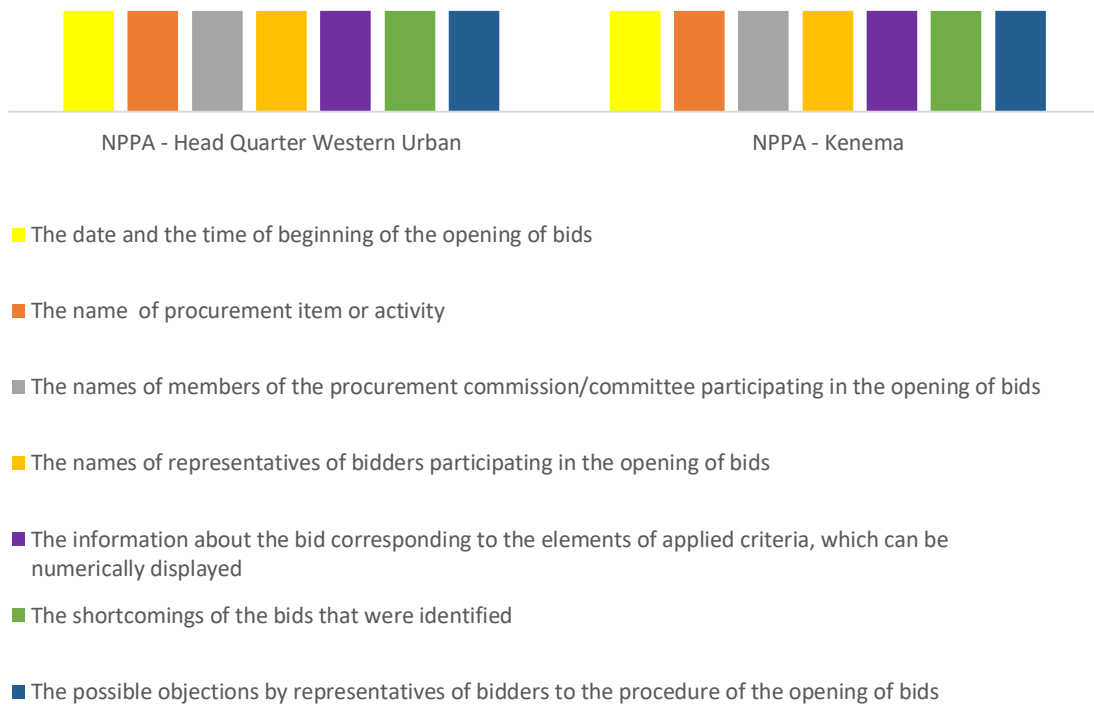 NPPA - Head Quarter Western Urban
NPPA - Kenema
The date and the time of beginning of the opening of bids
The name  of procurement item or activity
The names of members of the procurement commission/committee participating in the opening of bids
The names of representatives of bidders participating in the opening of bids
The information about the bid corresponding to the elements of applied criteria, which can be
numerically displayed
The shortcomings of the bids that were identified
The possible objections by representatives of bidders to the procedure of the opening of bids